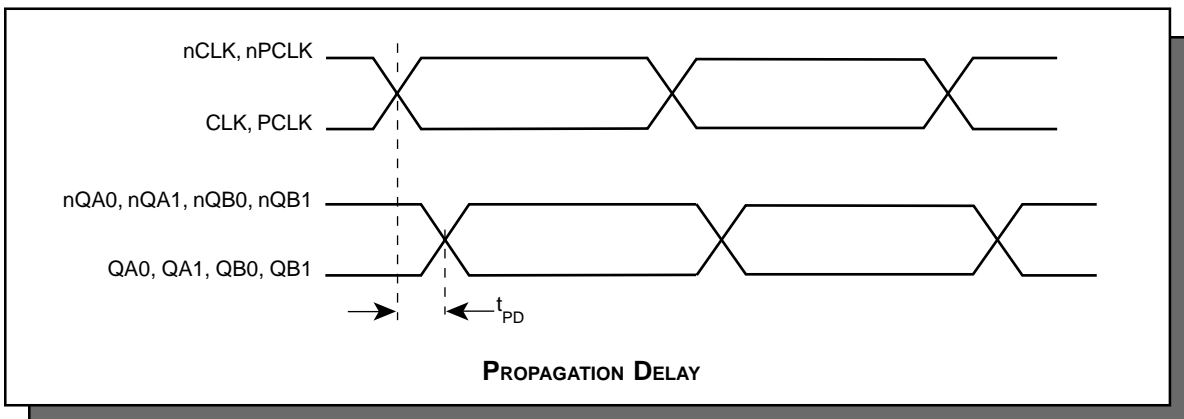 nCLK, nPCLK
CLK, PCLK
nQA0, nQA1, nQB0, nQB1
QA0, QA1, QB0, QB1
tPD
PROPAGATION DELAY